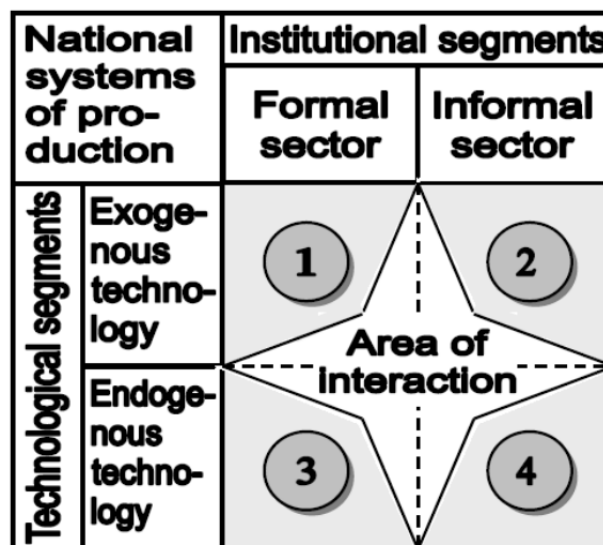 National
systems
of pro-
duction
Institutional segments
Formal
sector
Informal
sector
Technological segments
Exoge-
nous
techno-
logy
1
2
Area of
interaction
Endoge-
nous
techno-
logy
3
4